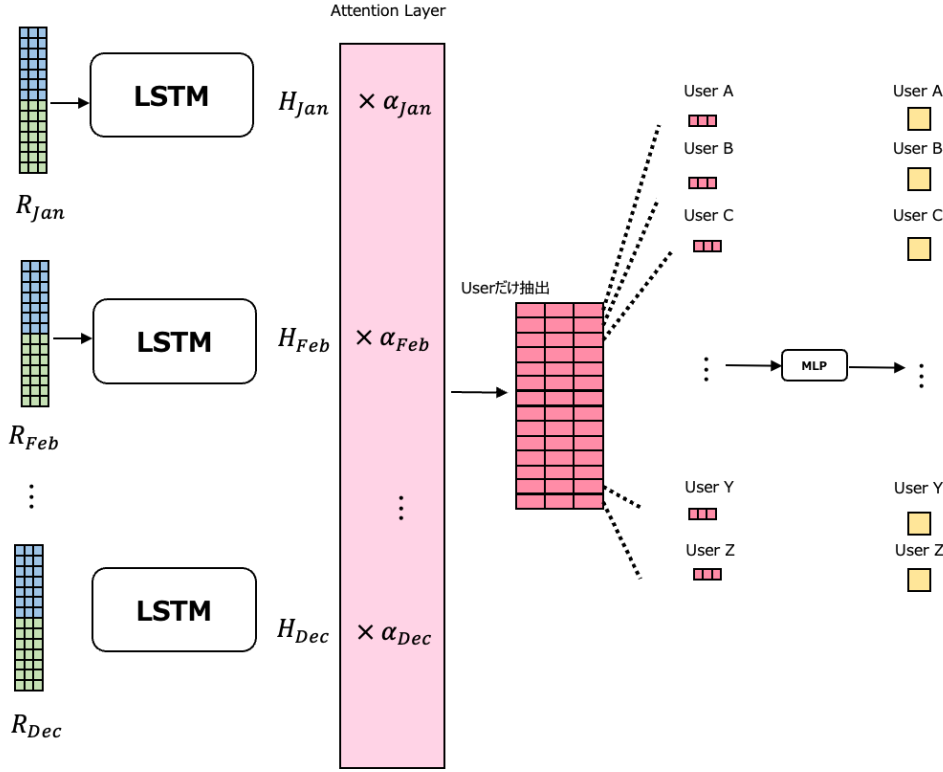 Attention Layer
LSTM
H_Jan
× α_Jan
R_Jan
User A
User B
User C
User A
User B
User C
LSTM
H_Feb
× α_Feb
R_Feb
Userだけ抽出
MLP
⋮
⋮
⋮
⋮
User Y
User Z
User Y
User Z
LSTM
H_Dec
× α_Dec
R_Dec